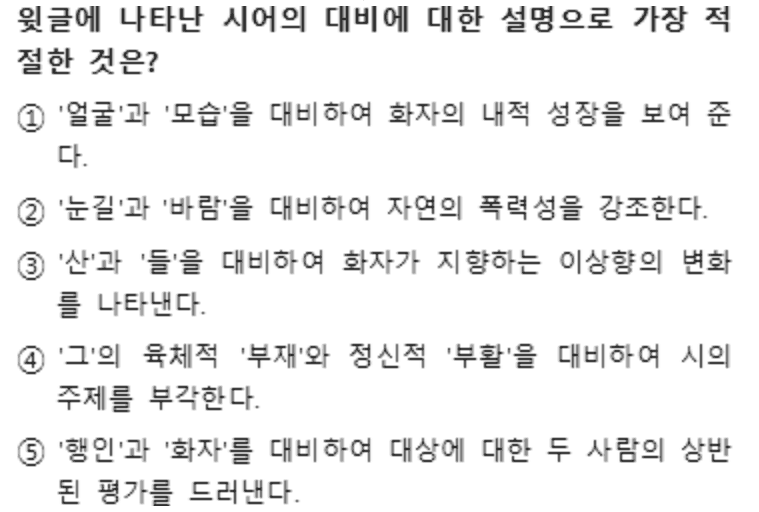 윗글에 나타난 시어의 대비에 대한 설명으로 가장 적
절한 것은?
① '얼굴'과 '모습'을 대비하여 화자의 내적 성장을 보여 준
다.
② '눈길'과 '바람'을 대비하여 자연의 폭력성을 강조한다.
③ '산'과 '들'을 대비하여 화자가 지향하는 이상향의 변화
를 나타낸다.
④ '그'의 육체적 '부재'와 정신적 '부활'을 대비하여 시의
주제를 부각한다.
⑤ '행인'과 '화자'를 대비하여 대상에 대한 두 사람의 상반
된 평가를 드러낸다.